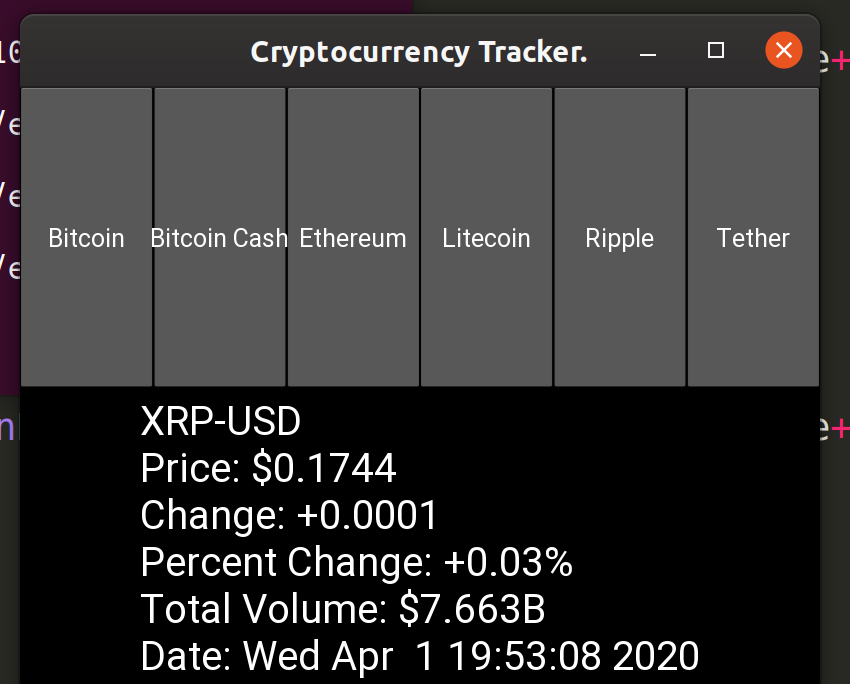 Cryptocurrency Tracker.
Bitcoin
Bitcoin Cash
Ethereum
Litecoin
Ripple
Tether
XRP-USD
Price: $0.1744
Change: +0.0001
Percent Change: +0.03%
Total Volume: $7.663B
Date: Wed Apr  1 19:53:08 2020